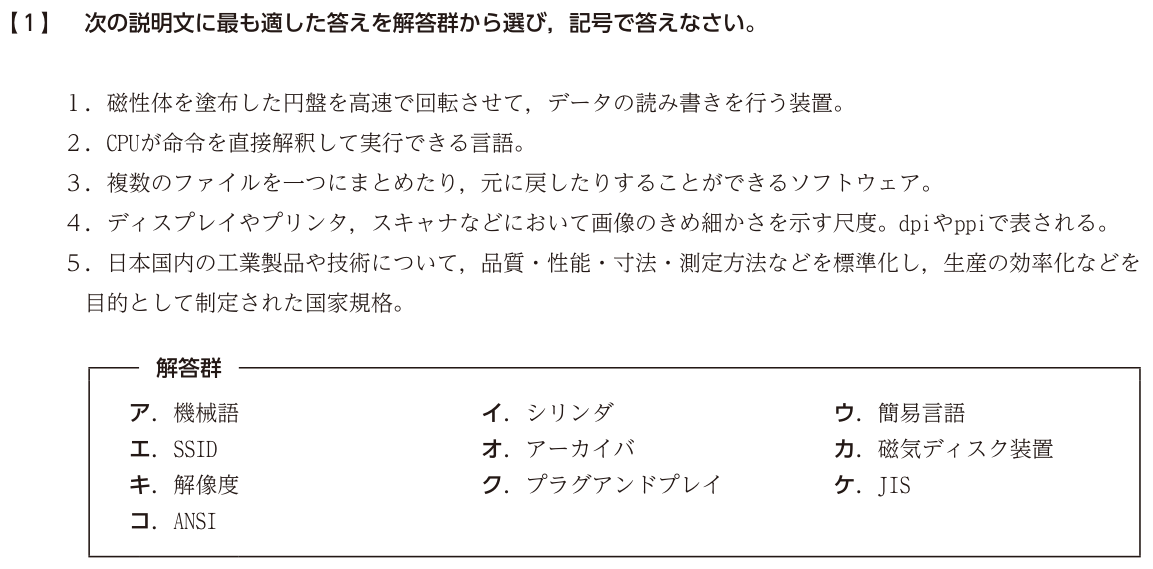 【１】　次の説明文に最も適した答えを解答群から選び，記号で答えなさい。
１．磁性体を塗布した円盤を高速で回転させて，データの読み書きを行う装置。
２．CPUが命令を直接解釈して実行できる言語。
３．複数のファイルを一つにまとめたり，元に戻したりすることができるソフトウェア。
４．ディスプレイやプリンタ，スキャナなどにおいて画像のきめ細かさを示す尺度。dpiやppiで表される。
５．日本国内の工業製品や技術について，品質・性能・寸法・測定方法などを標準化し，生産の効率化などを
目的として制定された国家規格。
解答群
ア．機械語　イ．シリンダ　ウ．簡易言語
エ．SSID　オ．アーカイバ　カ．磁気ディスク装置
キ．解像度　ク．プラグアンドプレイ　ケ．JIS
コ．ANSI